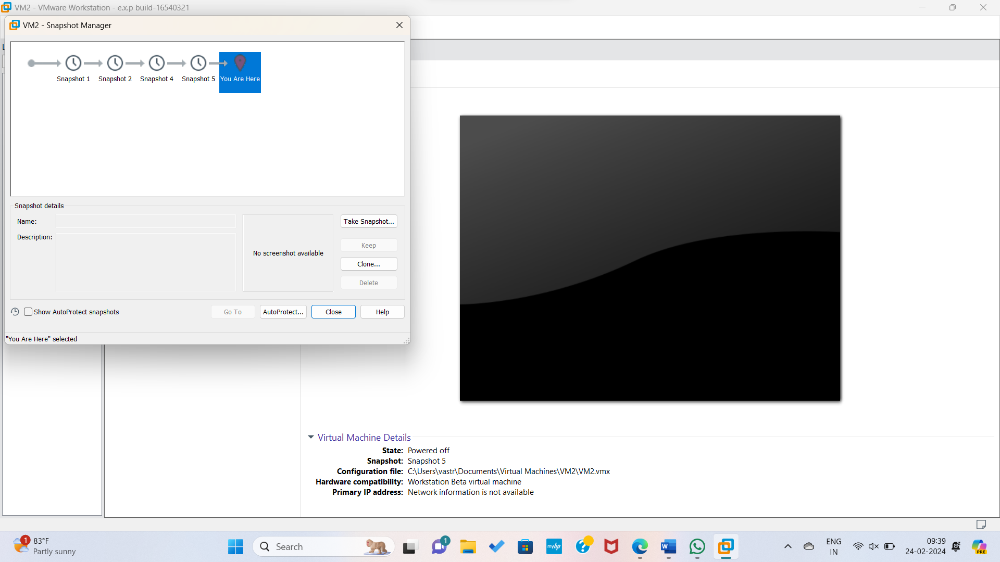 VM2 - VMware Workstation - e.x.p build-16540321
VM2 - Snapshot Manager
Snapshot 1
Snapshot 2
Snapshot 4
Snapshot 5
You Are Here
Snapshot details
Name:
Description:
No screenshot available
Take Snapshot...
Keep
Clone...
Delete
Show AutoProtect snapshots
Go To
AutoProtect...
Close
Help
"You Are Here" selected
Virtual Machine Details
State: Powered off
Snapshot: Snapshot 5
Configuration file: C:\Users\vastr\Documents\Virtual Machines\VM2\VM2.vmx
Hardware compatibility: Workstation Beta virtual machine
Primary IP address: Network information is not available
1
83°F
Partly sunny
Search
1
myhp
?
W
ENG
IN
09:39
24-02-2024
PRE